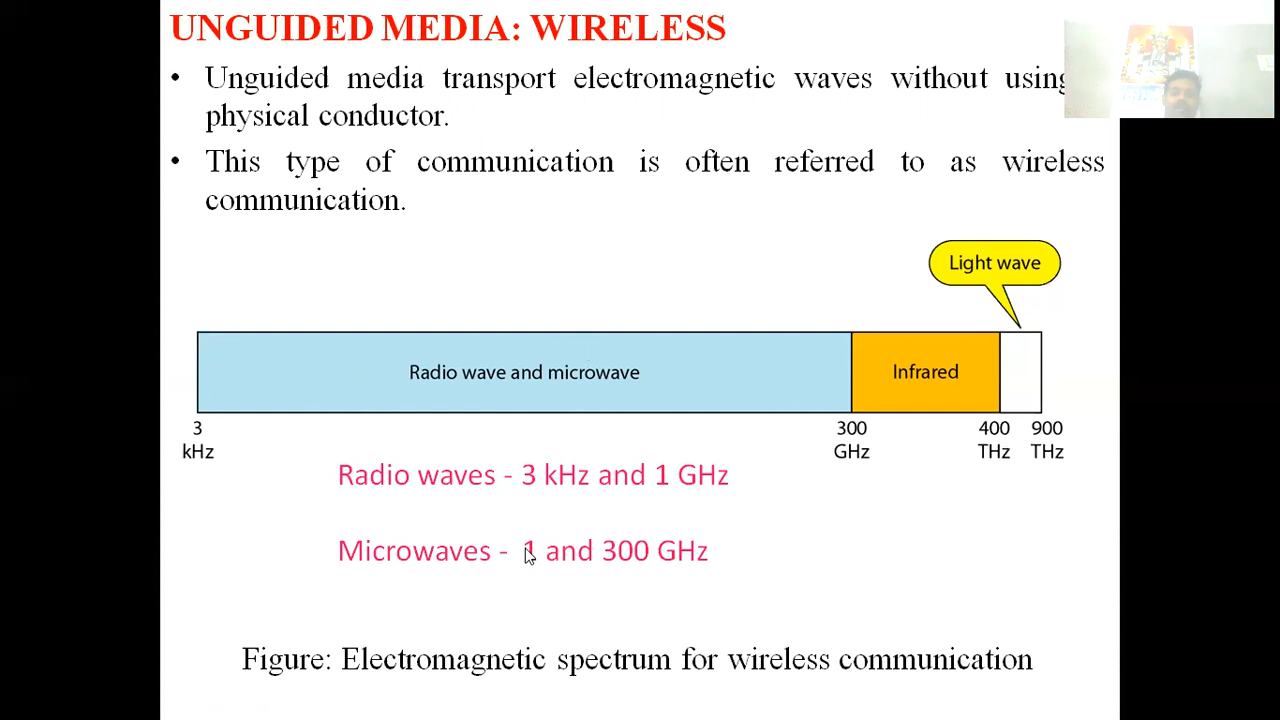 UNGUIDED MEDIA: WIRELESS
• Unguided media transport electromagnetic waves without using
physical conductor.
• This type of communication is often referred to as wireless
communication.
Light wave
Radio wave and microwave
Infrared
3 300 400 900
kHz GHz THz THz
Radio waves - 3 kHz and 1 GHz
Microwaves - 1 and 300 GHz
Figure: Electromagnetic spectrum for wireless communication